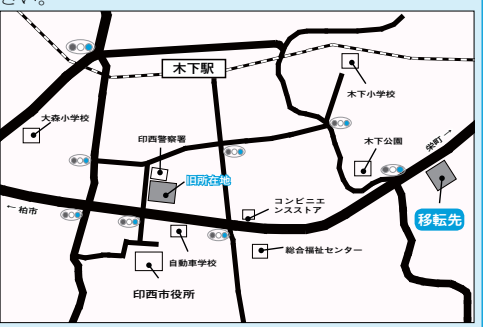 さい。
木下駅
木下小学校
大森小学校
印西警察署
木下公園
栄町→
旧所在地
←柏市
コンビニエ
ンスストア
移転先
自動車学校
総合福祉センター
印西市役所